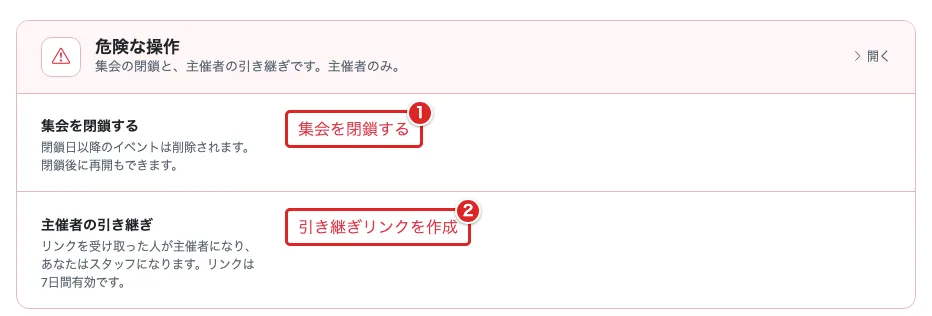 危険な操作
集会の閉鎖と、主催者の引き継ぎです。主催者のみ。
開く
集会を閉鎖する
閉鎖日以降のイベントは削除されます。
閉鎖後に再開もできます。
集会を閉鎖する
1
主催者の引き継ぎ
リンクを受け取った人が主催者になり、
あなたはスタッフになります。リンクは
7日間有効です。
引き継ぎリンクを作成
2